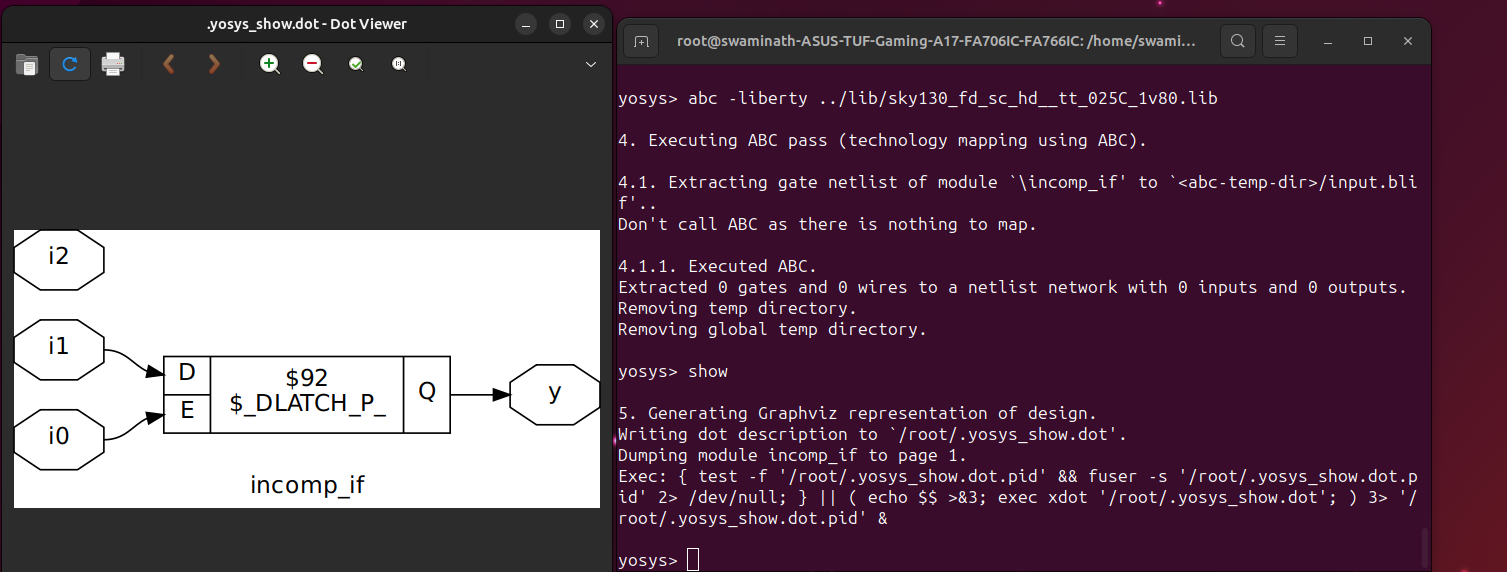 .yosys_show.dot - Dot Viewer
i2
i1
i0
D
E
$92
$_DLATCH_P_
Q
y
incomp_if
root@swaminath-ASUS-TUF-Gaming-A17-FA706IC-FA766IC: /home/swami...
yosys> abc -liberty ../lib/sky130_fd_sc_hd__tt_025C_1v80.lib
4. Executing ABC pass (technology mapping using ABC).
4.1. Extracting gate netlist of module `\incomp_if' to `<abc-temp-dir>/input.bli
f'..
Don't call ABC as there is nothing to map.
4.1.1. Executed ABC.
Extracted 0 gates and 0 wires to a netlist network with 0 inputs and 0 outputs.
Removing temp directory.
Removing global temp directory.
yosys> show
5. Generating Graphviz representation of design.
Writing dot description to `/root/.yosys_show.dot'.
Dumping module incomp_if to page 1.
Exec: { test -f '/root/.yosys_show.dot.pid' && fuser -s '/root/.yosys_show.dot.p
id' 2> /dev/null; } || ( echo $$ >&3; exec xdot '/root/.yosys_show.dot'; ) 3> '/
root/.yosys_show.dot.pid' &
yosys>